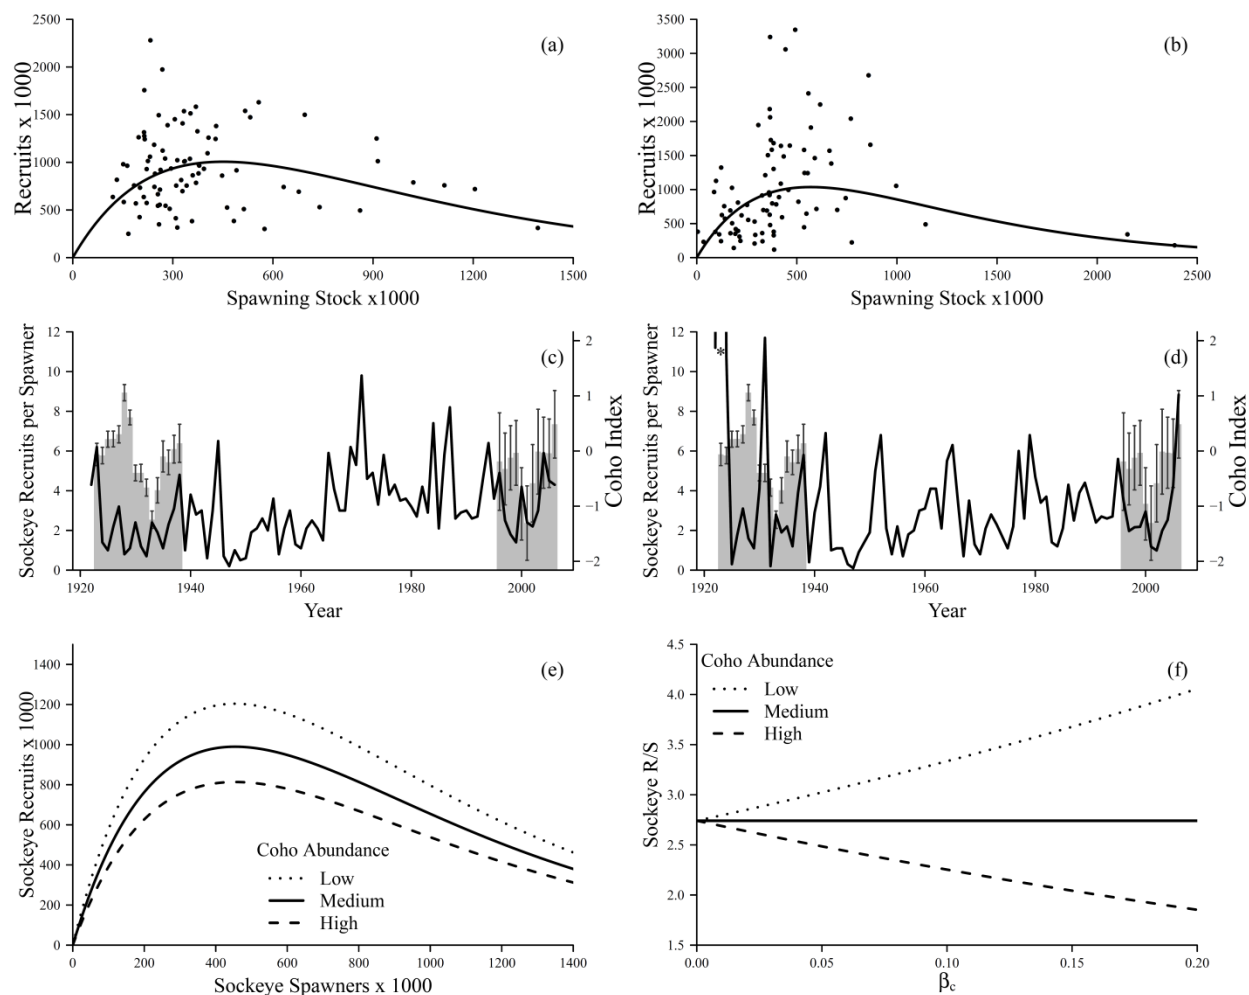 (a)
Recruits x 1000
2500
2000
1500
1000
500
0
0 300 600 900 1200 1500
Spawning Stock x1000
(b)
Recruits x 1000
3500
3000
2500
2000
1500
1000
500
0
0 500 1000 1500 2000 2500
Spawning Stock x1000
(c)
Sockeye Recruits per Spawner
12
10
8
6
4
2
0
1920 1940 1960 1980 2000
Year
2
1
0
−1
−2
Coho Index
(d)
*
Sockeye Recruits per Spawner
12
10
8
6
4
2
0
1920 1940 1960 1980 2000
Year
2
1
0
−1
−2
Coho Index
(e)
Sockeye Recruits x 1000
1400
1200
1000
800
600
400
200
0
0 200 400 600 800 1000 1200 1400
Sockeye Spawners x 1000
Coho Abundance
Low
Medium
High
(f)
Sockeye R/S
4.5
4.0
3.5
3.0
2.5
2.0
1.5
0.00 0.05 0.10 0.15 0.20
βc
Coho Abundance
Low
Medium
High